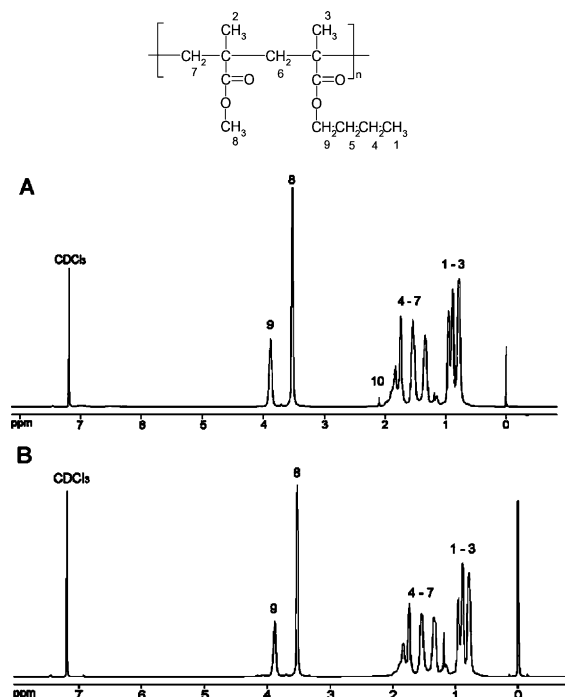 2 3
CH3 CH3
CH2 C CH2 C
7 6
n
C=O C=O
O O
CH3 CH2CH2CH2CH3
8 9 5 4 1
A
8
CDCl3
1 - 3
4 - 7
9
10
ppm 7 6 5 4 3 2 1 0
B
CDCl3
8
1 - 3
4 - 7
9
ppm 7 6 5 4 3 2 1 0